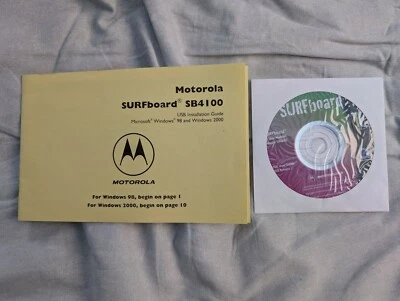 Motorola
SURFboard® SB4100
USB Installation Guide
Microsoft® Windows® 98 and Windows 2000
MOTOROLA
For Windows 98, begin on page 1
For Windows 2000, begin on page 10
SURFboard